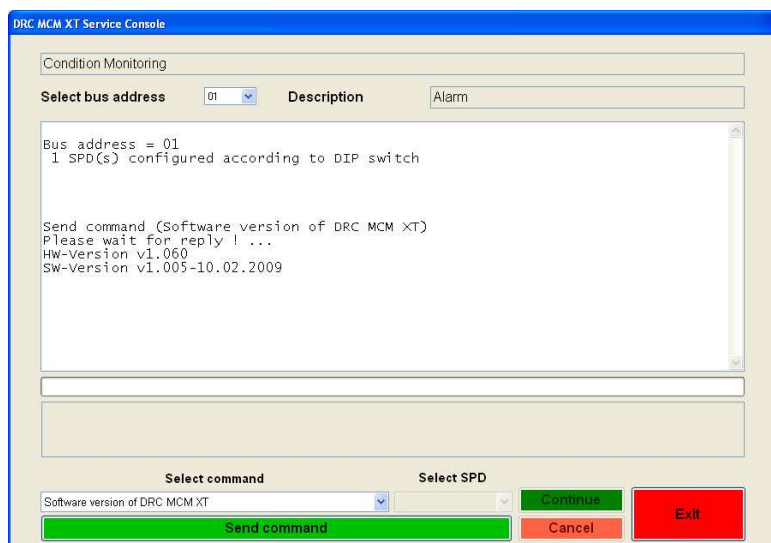 DRC MCM XT Service Console
Condition Monitoring
Select bus address 01 Description Alarm
Bus address = 01
1 SPD(s) configured according to DIP switch
Send command (Software version of DRC MCM XT)
Please wait for reply ! ...
HW-Version v1.060
SW-Version v1.005-10.02.2009
Select command Select SPD
Software version of DRC MCM XT Continue Exit
Send command Cancel